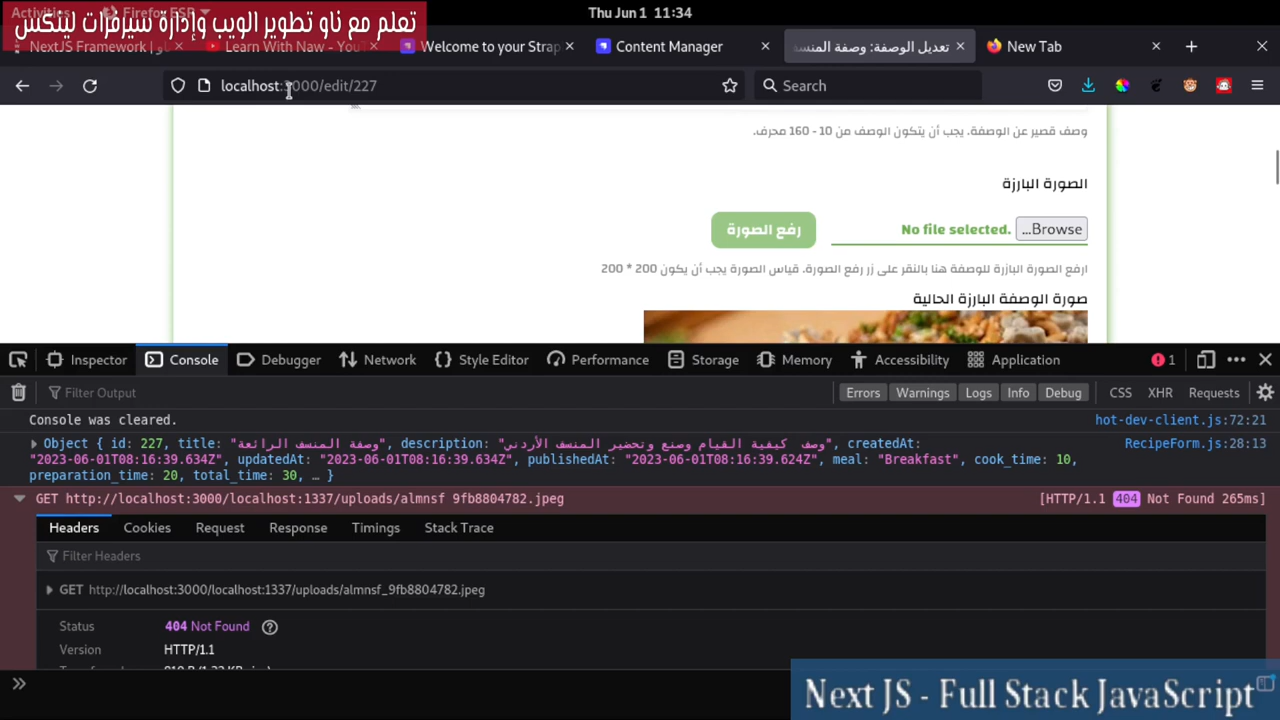 Activities
Firefox ESR
Thu Jun 1 11:34
تعلم مع ناو تطوير الويب وإدارة سيرفرات لينكس
NextJS Framework | ناو
Learn With Naw - You
Welcome to your Strap
Content Manager
تعديل الوصفة: وصفة المنسف
New Tab
localhost:3000/edit/227
Search
وصف قصير عن الوصفة. يجب أن يتكون الوصف من 10 - 160 محرف.
الصورة البارزة
Browse... No file selected.
رفع الصورة
ارفع الصورة البازرة للوصفة هنا بالنقر على زر رفع الصورة. قياس الصورة يجب أن يكون 200 * 200
صورة الوصفة البارزة الحالية
Inspector Console Debugger Network Style Editor Performance Storage Memory Accessibility Application 1
Filter Output
Errors Warnings Logs Info Debug CSS XHR Requests
Console was cleared. hot-dev-client.js:72:21
Object { id: 227, title: "وصفة المنسف الرائعة", description: "وصف كيفية القيام وصنع وتحضير المنسف الأردني", createdAt: RecipeForm.js:28:13
"2023-06-01T08:16:39.634Z", updatedAt: "2023-06-01T08:16:39.634Z", publishedAt: "2023-06-01T08:16:39.624Z", meal: "Breakfast", cook_time: 10,
preparation_time: 20, total_time: 30, … }
GET http://localhost:3000/localhost:1337/uploads/almnsf_9fb8804782.jpeg [HTTP/1.1 404 Not Found 265ms]
Headers Cookies Request Response Timings Stack Trace
Filter Headers
GET http://localhost:3000/localhost:1337/uploads/almnsf_9fb8804782.jpeg
Status 404 Not Found
Version HTTP/1.1
Next JS - Full Stack JavaScript